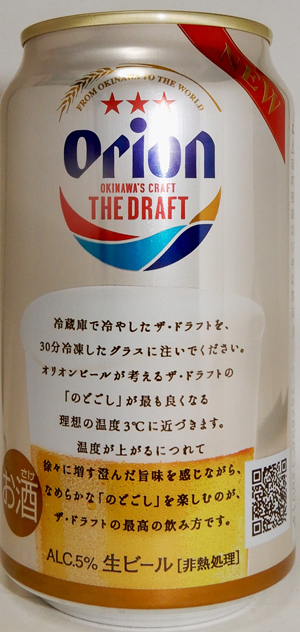 FROM OKINAWA TO THE WORLD
NEW
Orion
OKINAWA'S CRAFT
THE DRAFT
冷蔵庫で冷やしたザ・ドラフトを、
30分冷凍したグラスに注いでください。
オリオンビールが考えるザ・ドラフトの
「のどごし」が最も良くなる
理想の温度3℃に近づきます。
温度が上がるにつれて
徐々に増す澄んだ旨味を感じながら、
なめらかな「のどごし」を楽しむのが、
ザ・ドラフトの最高の飲み方です。
さけ
お酒
ALC.5% 生ビール [非熱処理]